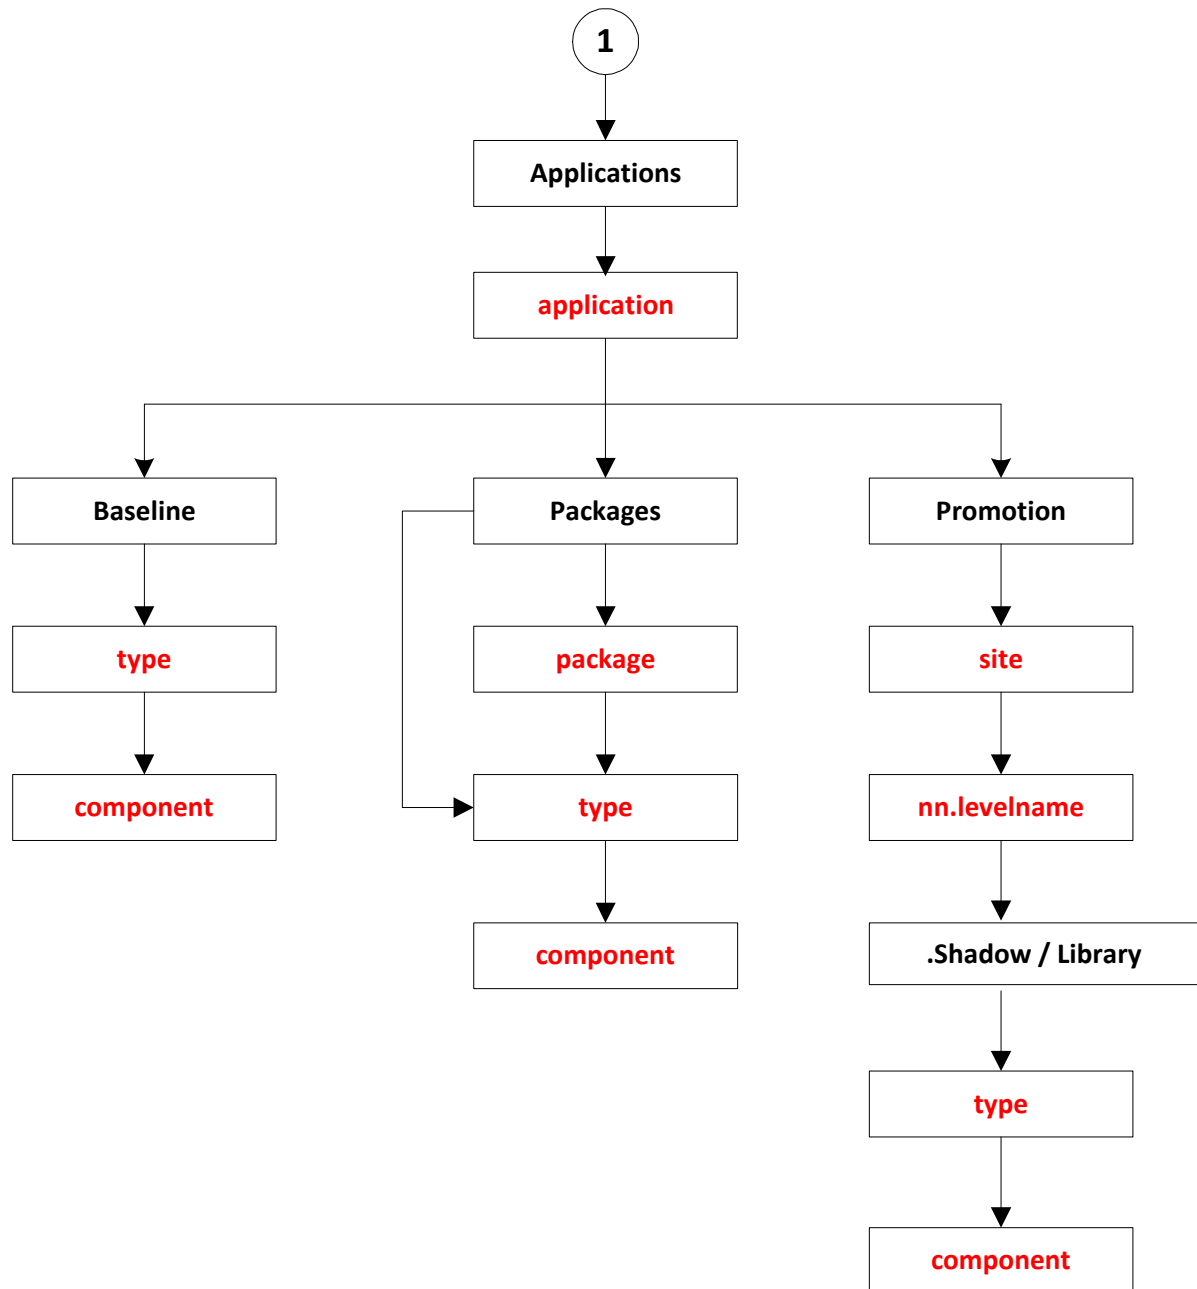 1
Applications
application
Baseline
Packages
Promotion
type
package
site
component
type
nn.levelname
component
.Shadow / Library
type
component